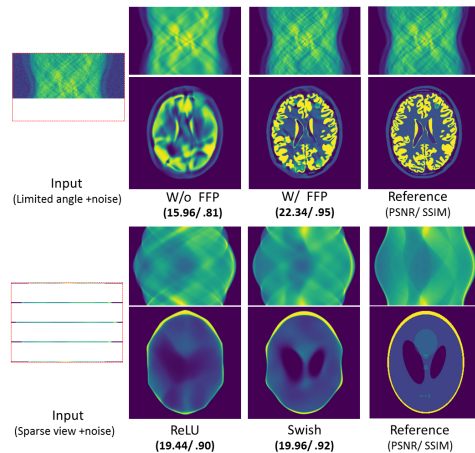 Input
(Limited angle +noise)
W/o FFP
(15.96/ .81)
W/ FFP
(22.34/ .95)
Reference
(PSNR/ SSIM)
Input
(Sparse view +noise)
ReLU
(19.44/ .90)
Swish
(19.96/ .92)
Reference
(PSNR/ SSIM)